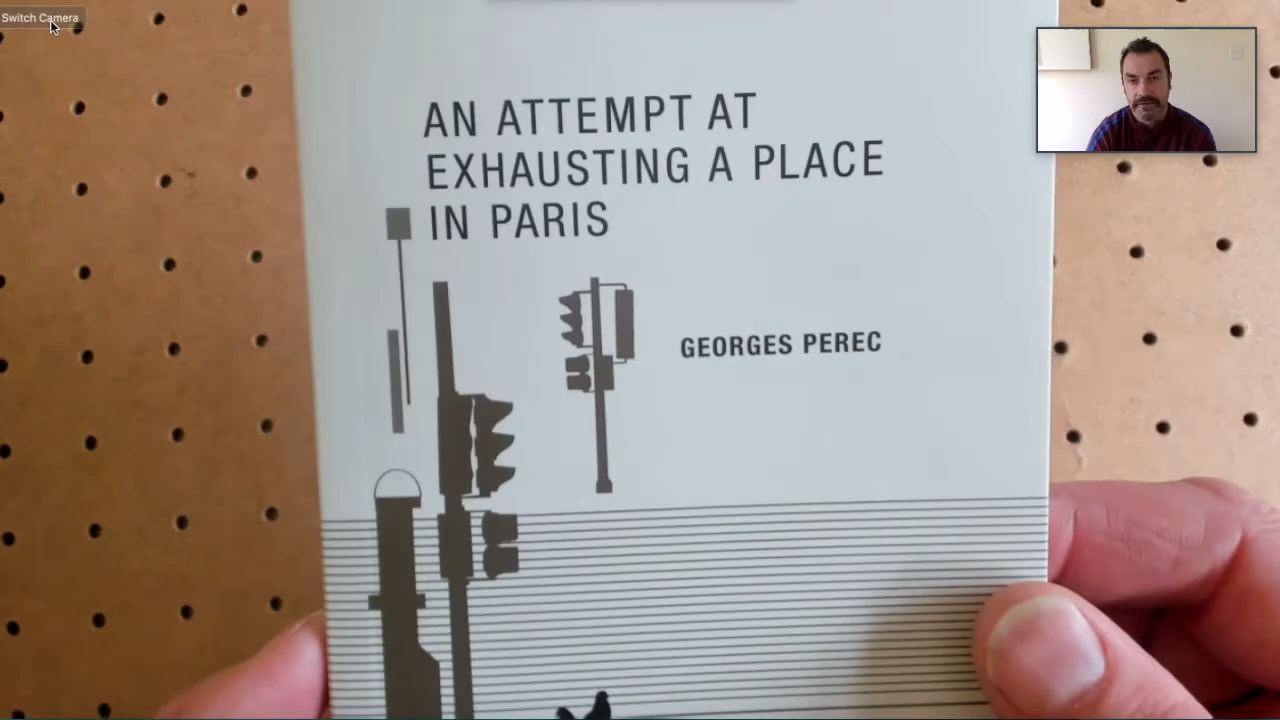 Switch Camera
AN ATTEMPT AT
EXHAUSTING A PLACE
IN PARIS
GEORGES PEREC